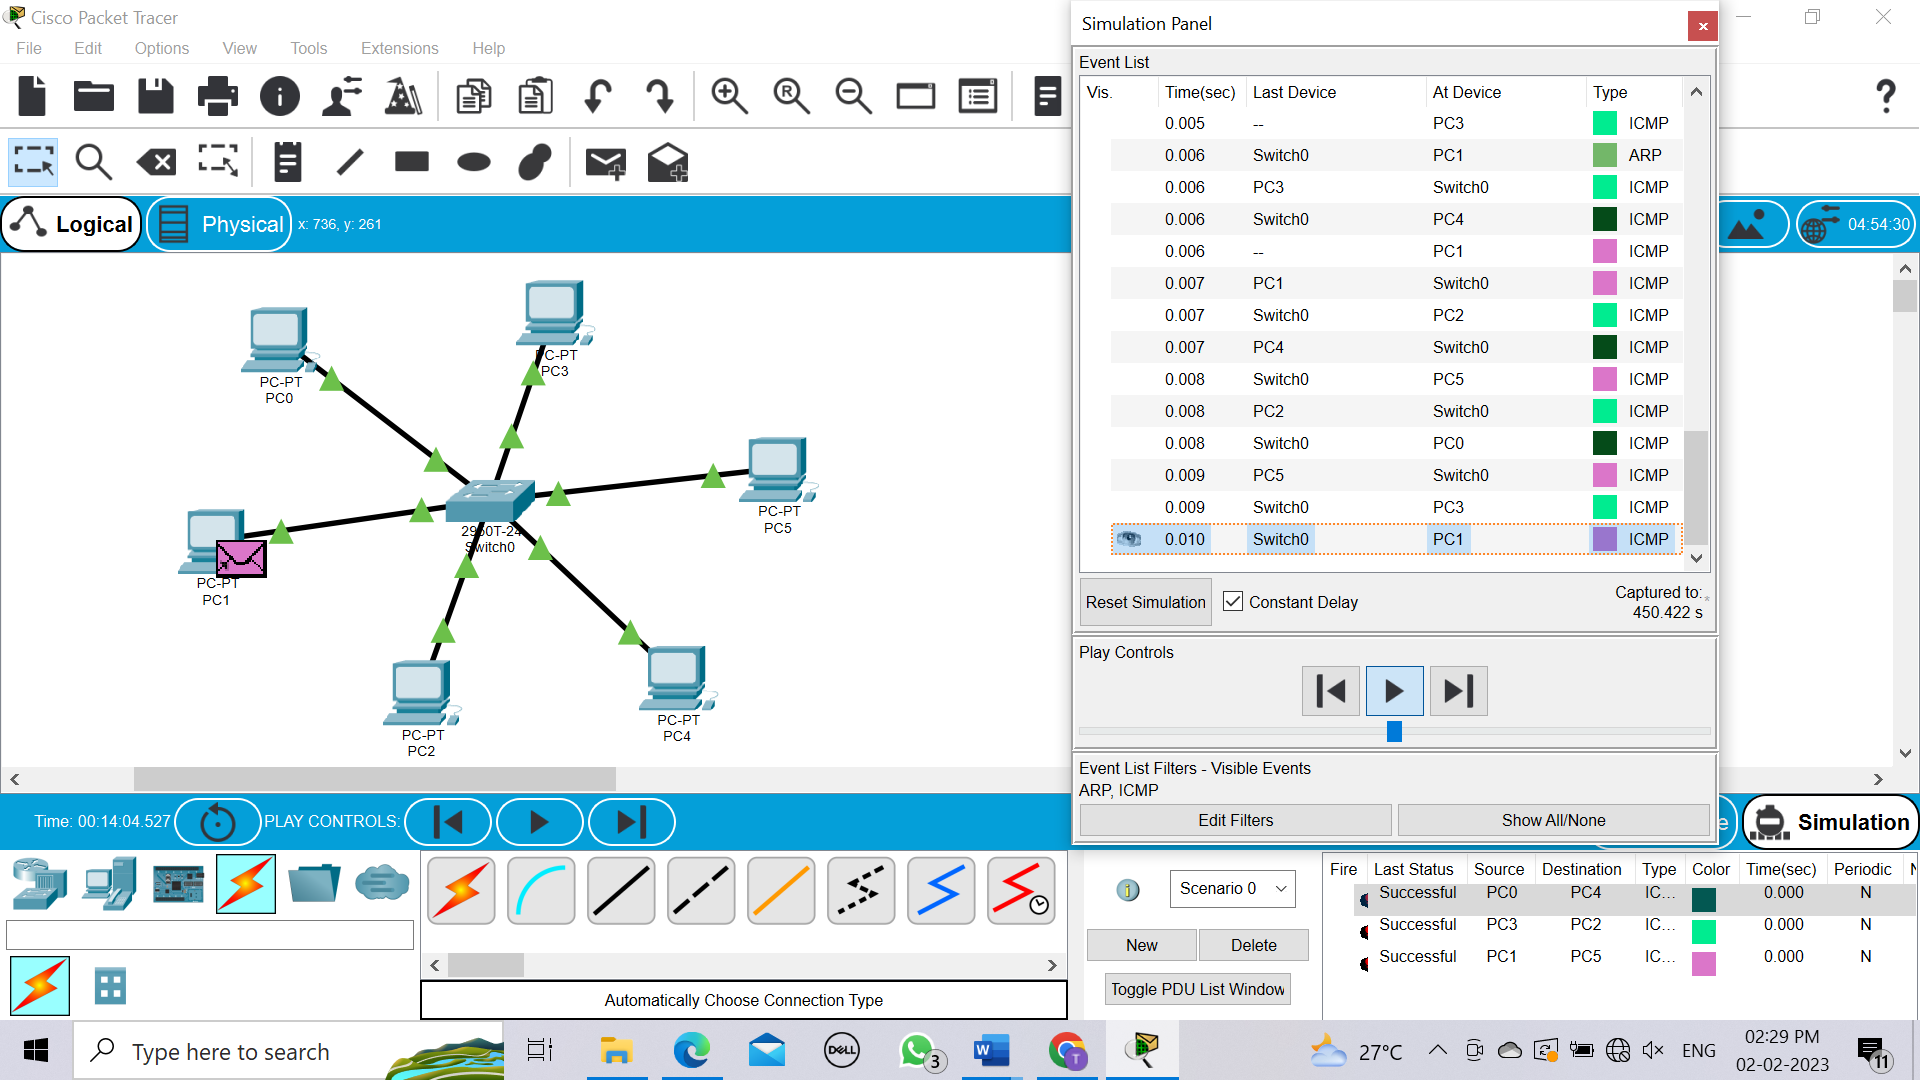 Cisco Packet Tracer
File Edit Options View Tools Extensions Help
Logical
Physical
x: 736, y: 261
04:54:30
PC-PT
PC0
PC-PT
PC3
PC-PT
PC5
2950T-24
Switch0
PC-PT
PC1
PC-PT
PC4
PC-PT
PC2
Simulation Panel
Event List
Vis. Time(sec) Last Device At Device Type
0.005 -- PC3 ICMP
0.006 Switch0 PC1 ARP
0.006 PC3 Switch0 ICMP
0.006 Switch0 PC4 ICMP
0.006 -- PC1 ICMP
0.007 PC1 Switch0 ICMP
0.007 Switch0 PC2 ICMP
0.007 PC4 Switch0 ICMP
0.008 Switch0 PC5 ICMP
0.008 PC2 Switch0 ICMP
0.008 Switch0 PC0 ICMP
0.009 PC5 Switch0 ICMP
0.009 Switch0 PC3 ICMP
0.010 Switch0 PC1 ICMP
Reset Simulation
Constant Delay
Captured to: *
450.422 s
Play Controls
Event List Filters - Visible Events
ARP, ICMP
Edit Filters
Show All/None
Time: 00:14:04.527
PLAY CONTROLS:
e
Simulation
Automatically Choose Connection Type
Scenario 0
New
Delete
Toggle PDU List Window
Fire Last Status Source Destination Type Color Time(sec) Periodic
Successful PC0 PC4 IC... 0.000 N
Successful PC3 PC2 IC... 0.000 N
Successful PC1 PC5 IC... 0.000 N
Type here to search
DELL
3
W
T
27°C
ENG
02:29 PM
02-02-2023
11